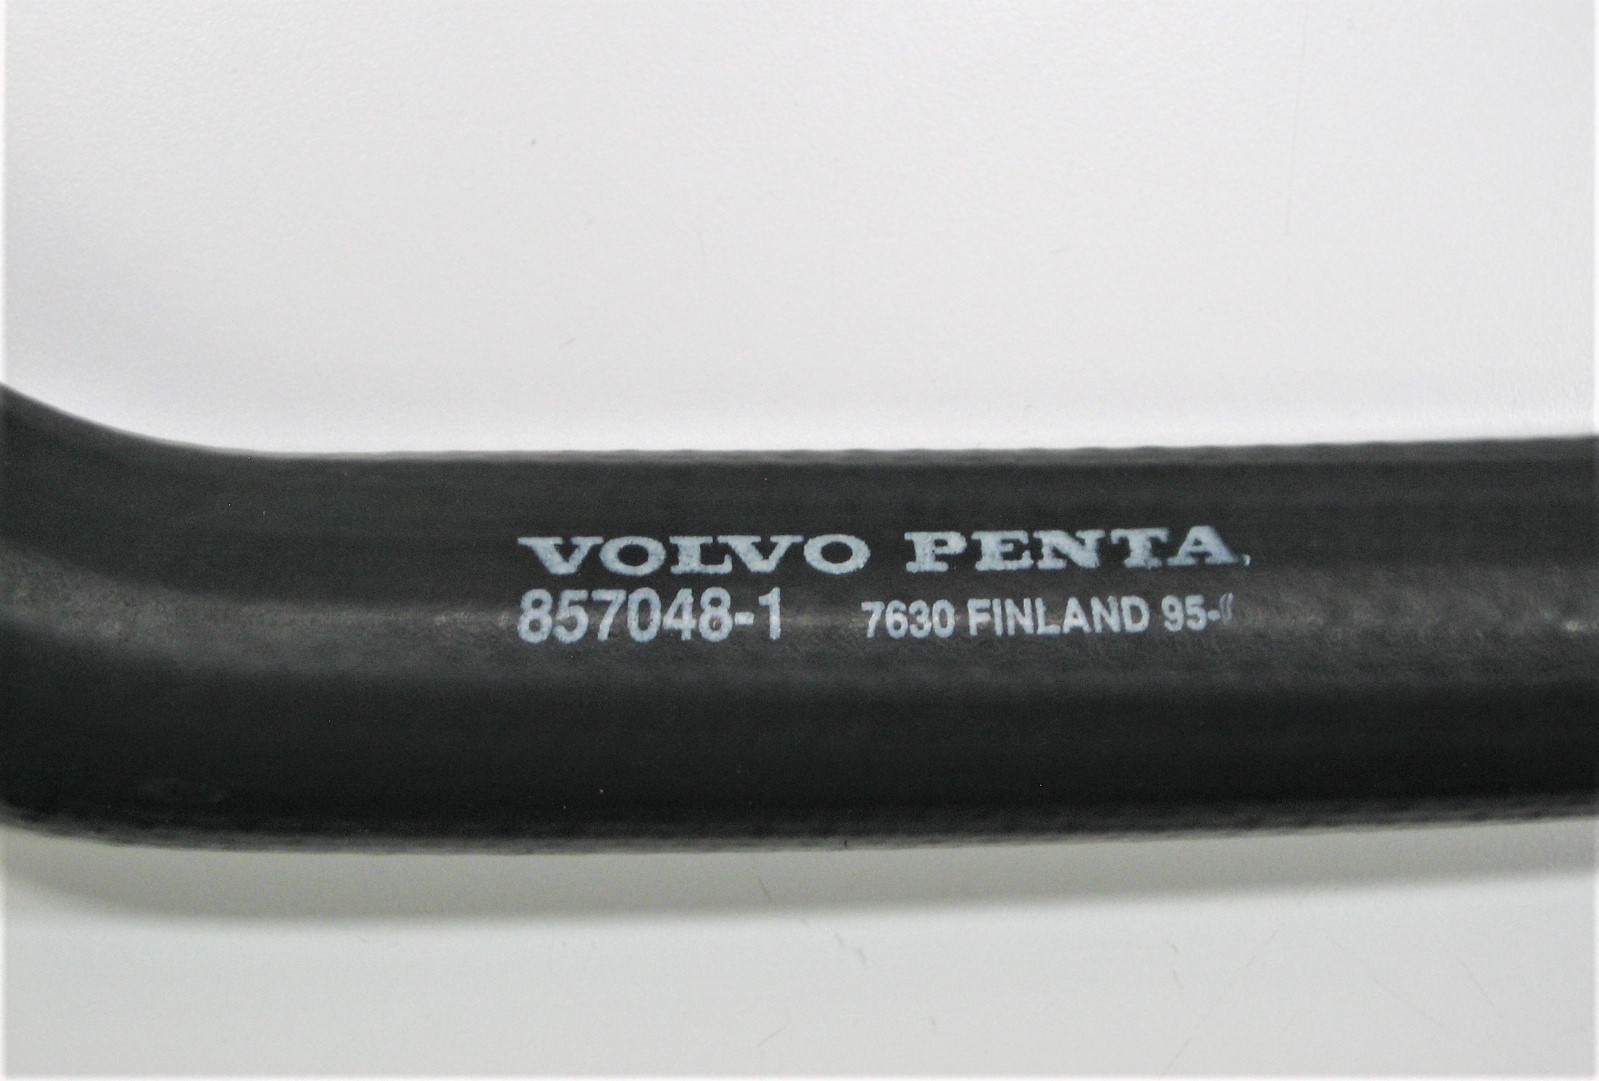 VOLVO PENTA
857048-1 7630 FINLAND 95-